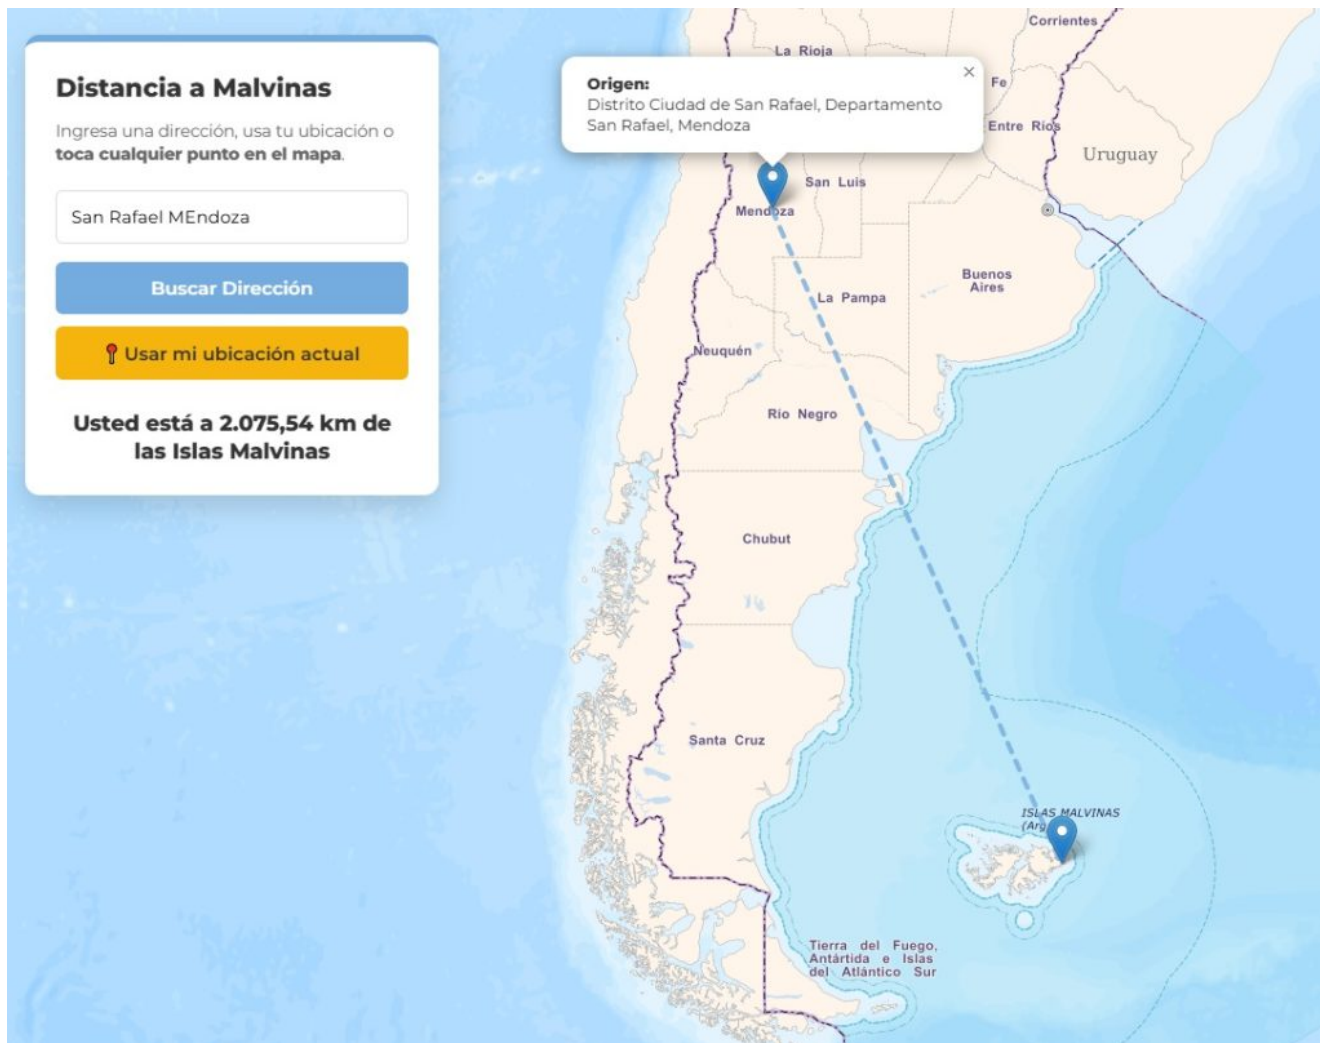 Distancia a Malvinas
Ingresa una dirección, usa tu ubicación o
toca cualquier punto en el mapa.
San Rafael MEndoza
Buscar Dirección
Usar mi ubicación actual
Usted está a 2.075,54 km de
las Islas Malvinas
Corrientes
La Rioja
Origen:
Distrito Ciudad de San Rafael, Departamento
San Rafael, Mendoza
Fe
Entre Ríos
Uruguay
San Luis
Mendoza
Buenos
Aires
La Pampa
Neuquén
Río Negro
Chubut
Santa Cruz
ISLAS MALVINAS
(Arg
Tierra del Fuego,
Antártida e Islas
del Atlántico Sur